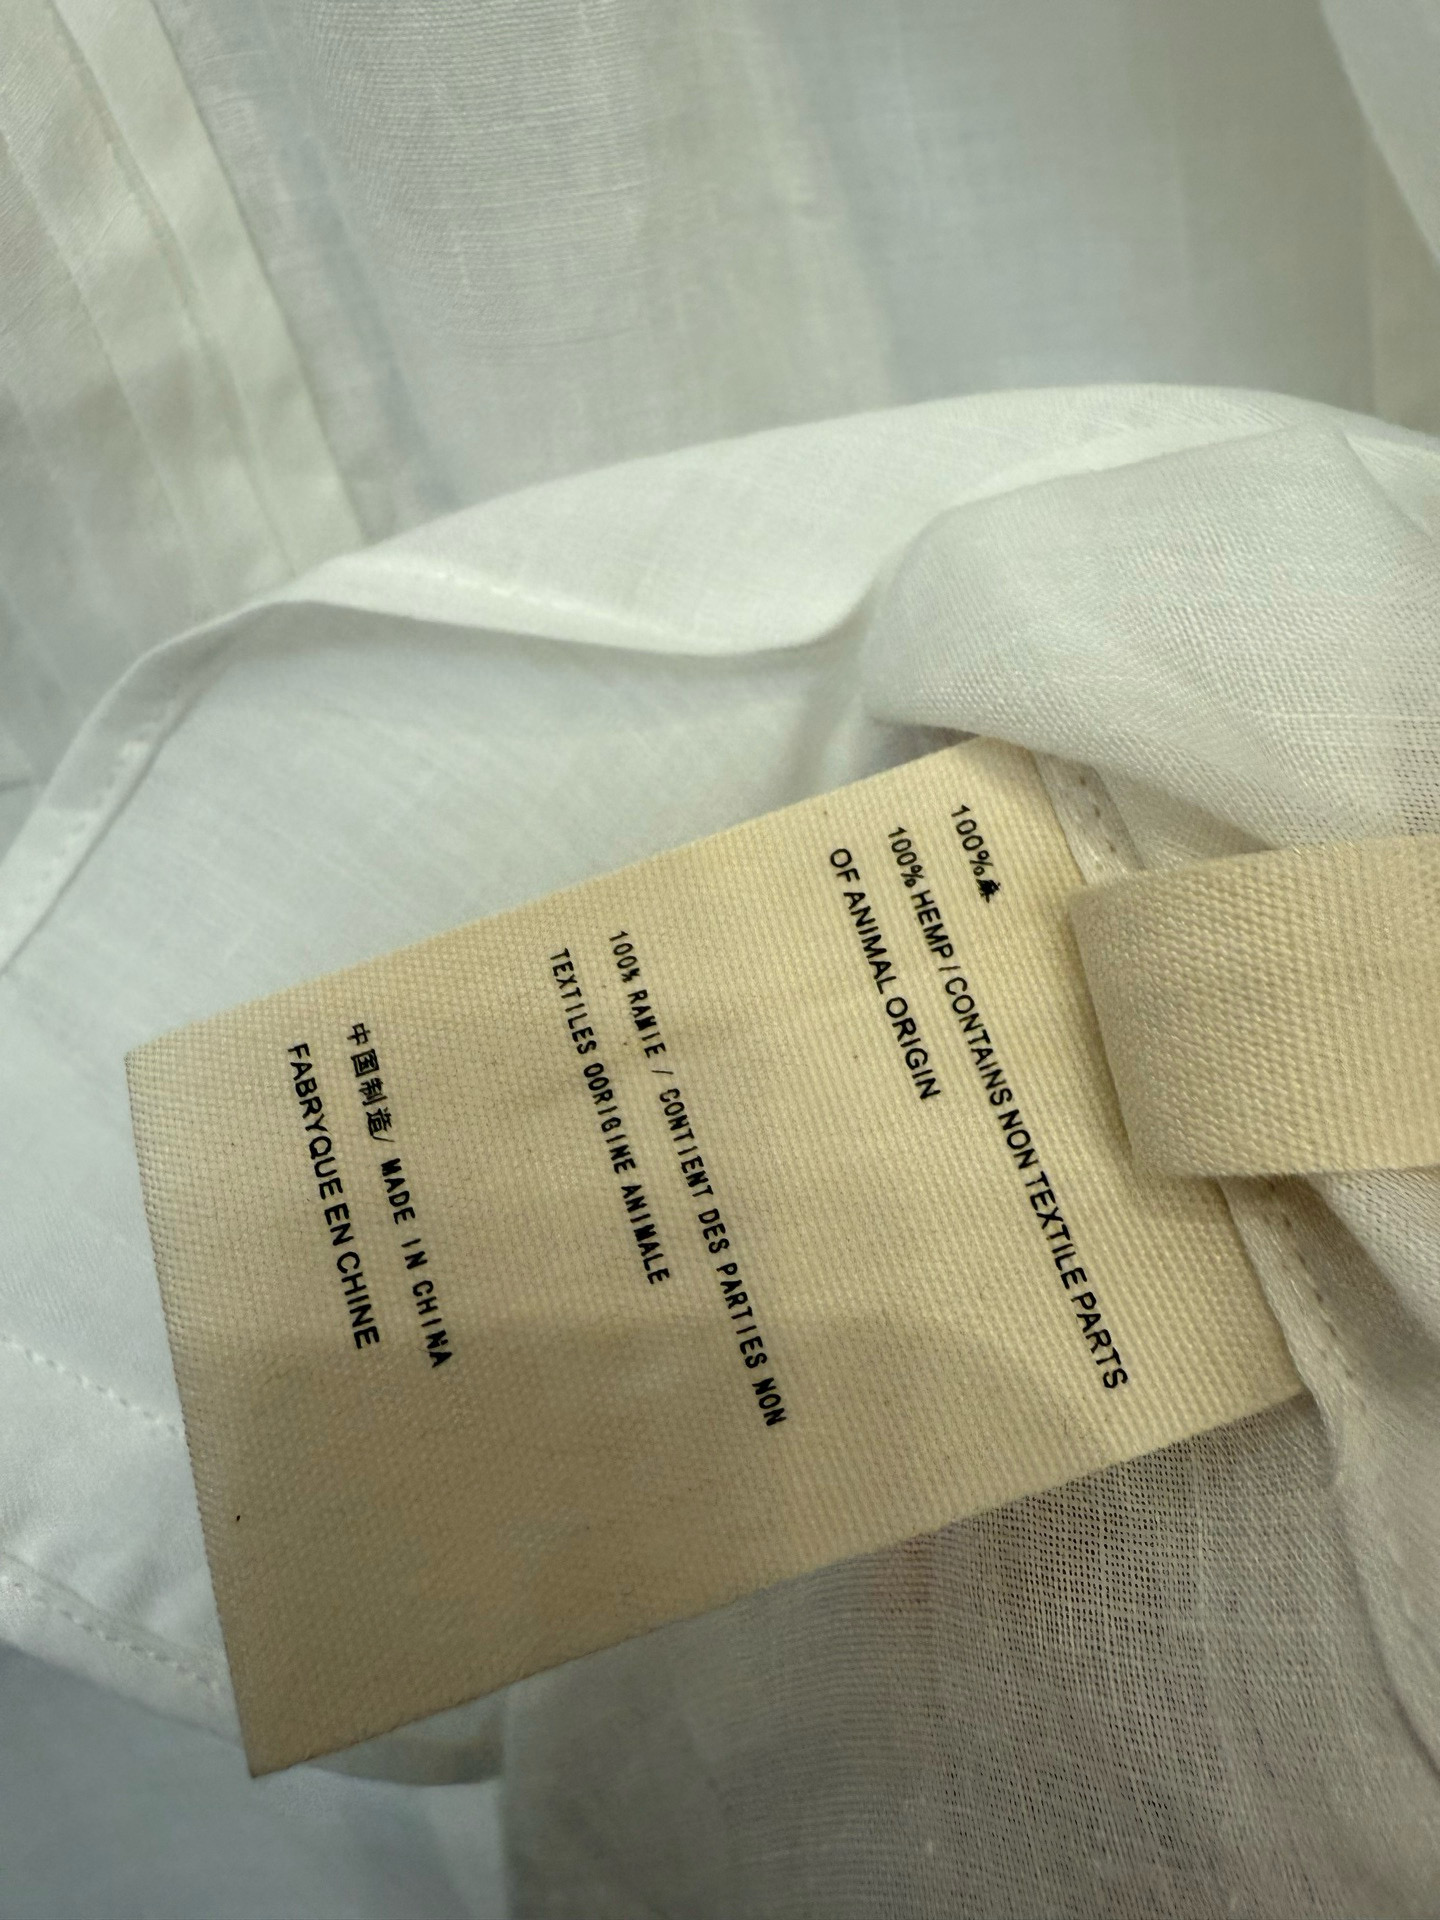 100%麻
100% HEMP / CONTAINS NON TEXTILE PARTS
OF ANIMAL ORIGIN
100% RAMIE / CONTIENT DES PARTIES NON
TEXTILES OORIGINE ANIMALE
中国制造/ MADE IN CHINA
FABRYQUE EN CHINE